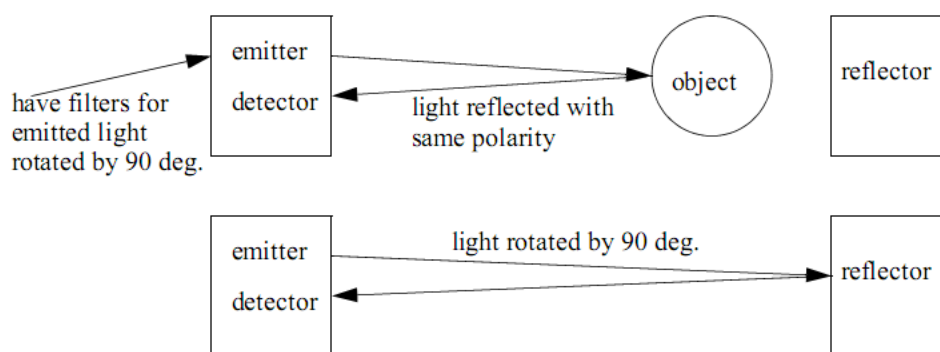 emitter
object
reflector
have filters for
emitted light
rotated by 90 deg.
detector
light reflected with
same polarity
emitter
light rotated by 90 deg.
reflector
detector